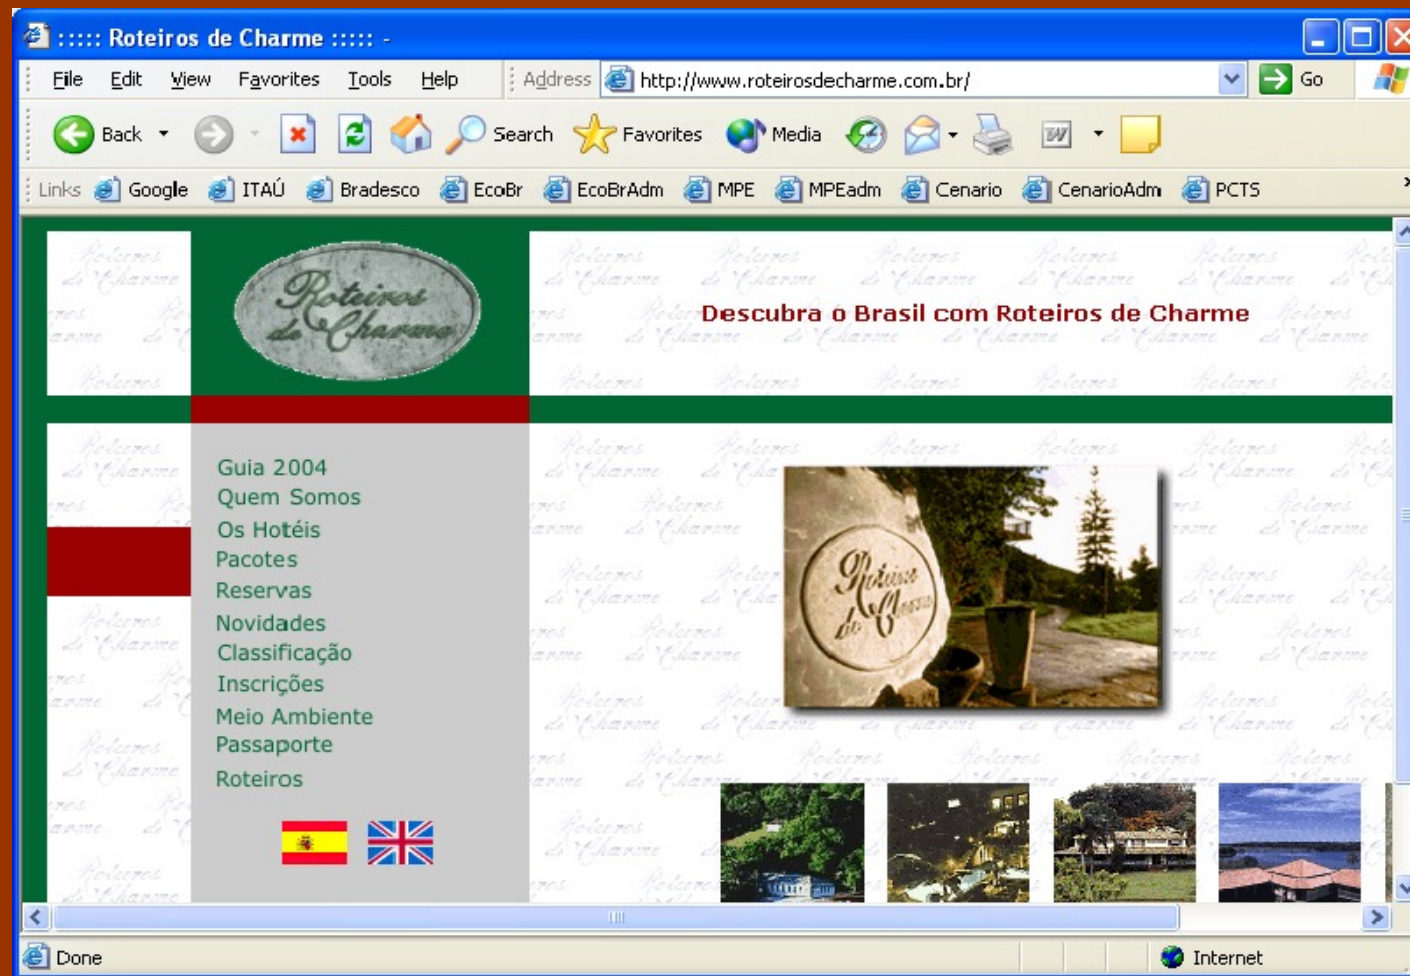 ::::: Roteiros de Charme ::::: -
File Edit View Favorites Tools Help Address http://www.roteirosdecharme.com.br/ Go
Back Search Favorites Media
Links Google ITAÚ Bradesco EcoBr EcoBrAdm MPE MPEadm Cenario CenarioAdm PCTS »
Roteiros
de Charme
Descubra o Brasil com Roteiros de Charme
Guia 2004
Quem Somos
Os Hotéis
Pacotes
Reservas
Novidades
Classificação
Inscrições
Meio Ambiente
Passaporte
Roteiros
Roteiros
de Charme
Done Internet